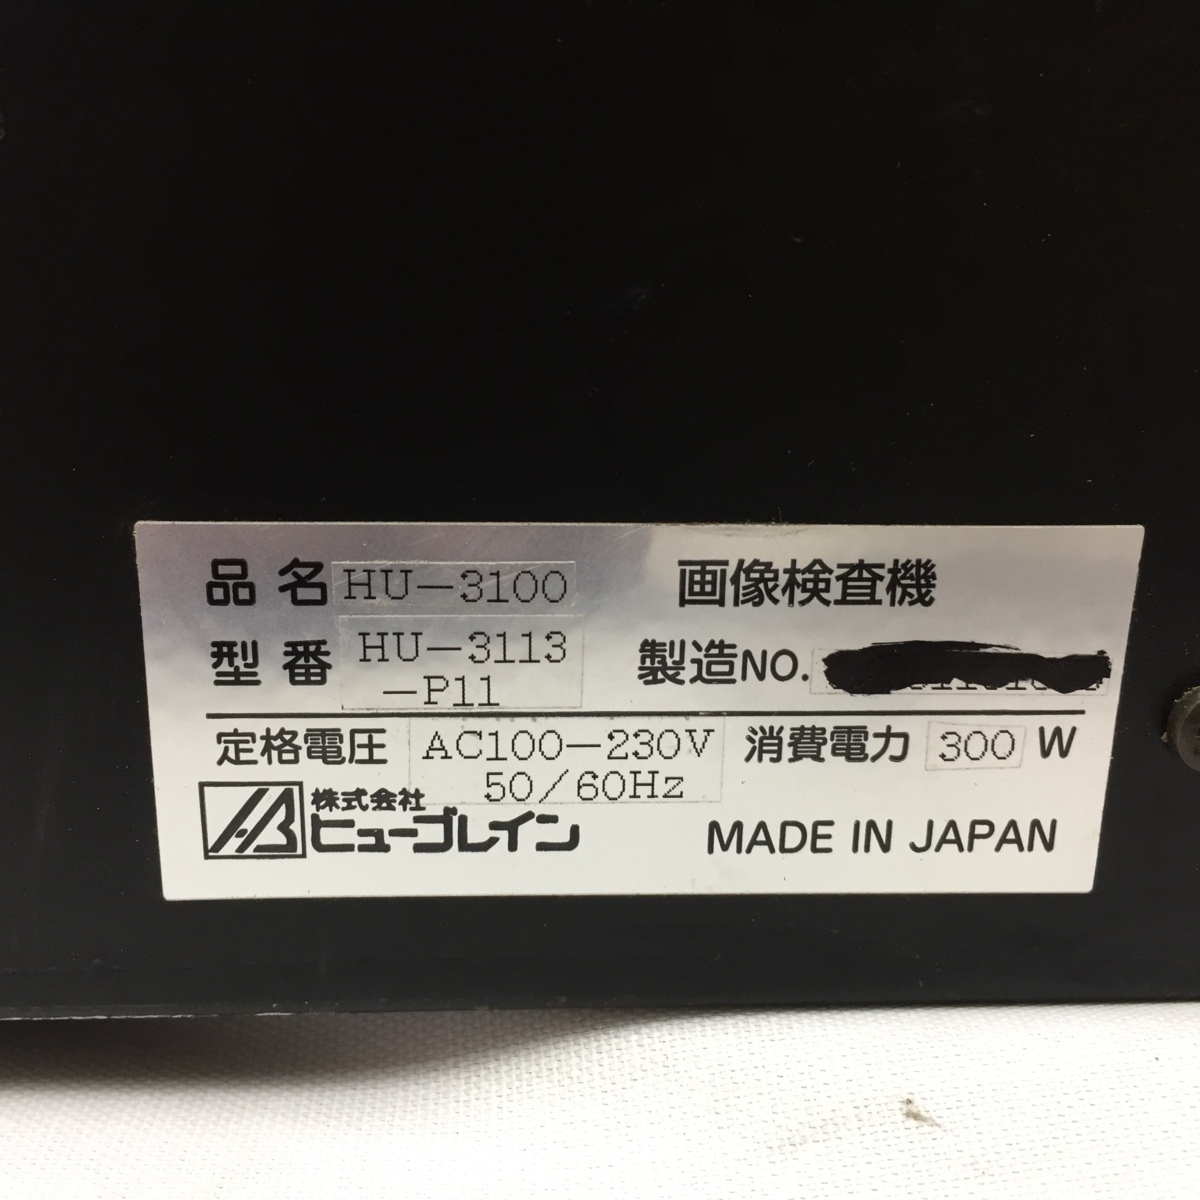 品名 HU-3100 画像検査機
型番 HU-3113 製造NO.
-P11
定格電圧 AC100-230V 消費電力 300 W
50/60Hz
株式会社
ヒューブレイン
MADE IN JAPAN